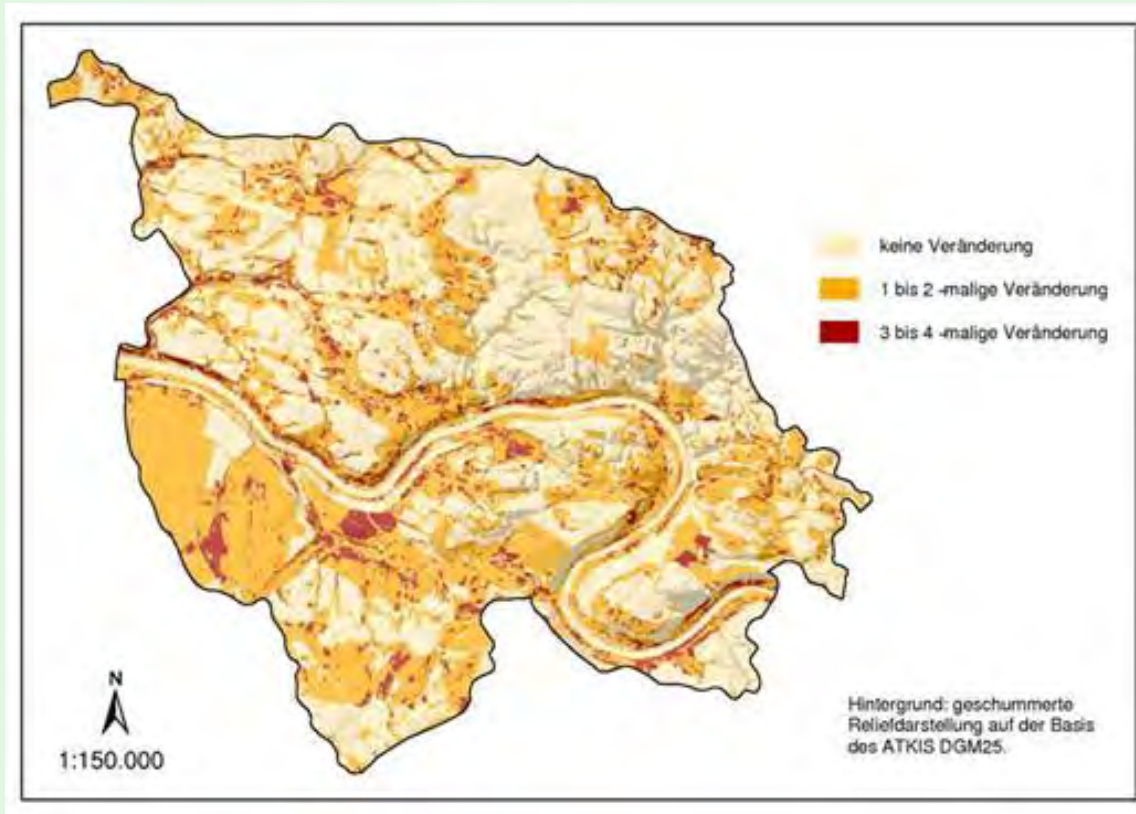 keine Veränderung
1 bis 2 -malige Veränderung
3 bis 4 -malige Veränderung
N
1:150.000
Hintergrund: geschummerte
Reliefdarstellung auf der Basis
des ATKIS DGM25.